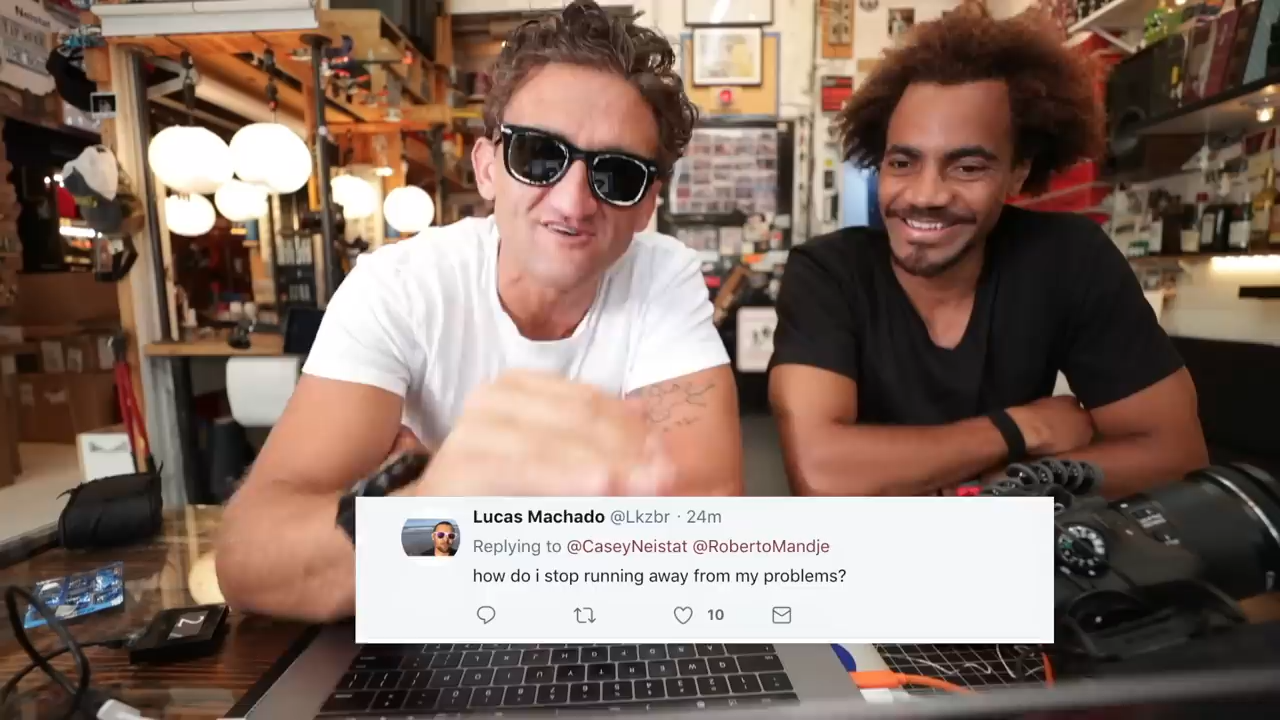 Lucas Machado @Lkzbr · 24m
Replying to @CaseyNeistat @RobertoMandje
how do i stop running away from my problems?
10